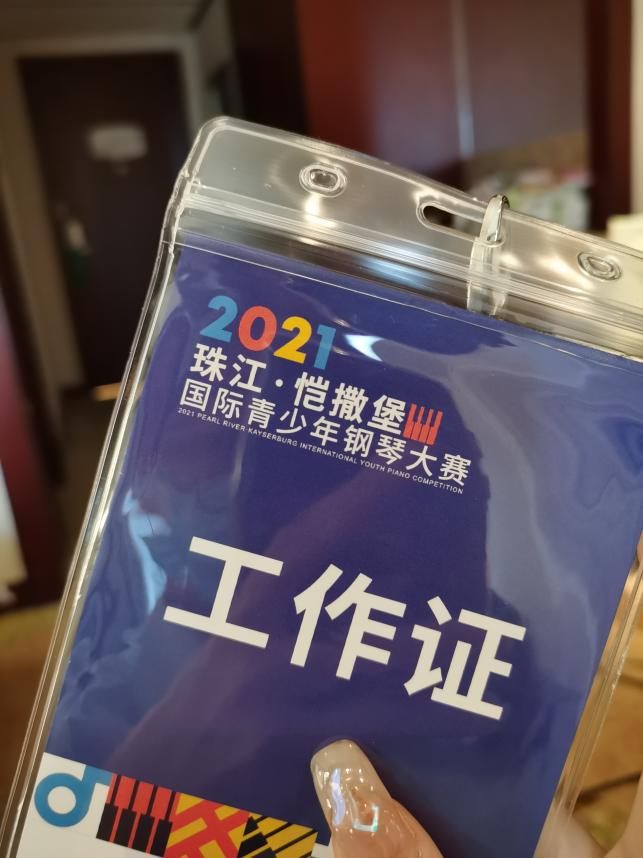 2021
珠江·恺撒堡
国际青少年钢琴大赛
2021 PEARL RIVER·KAYSERBURG INTERNATIONAL YOUTH PIANO COMPETITION
工作证